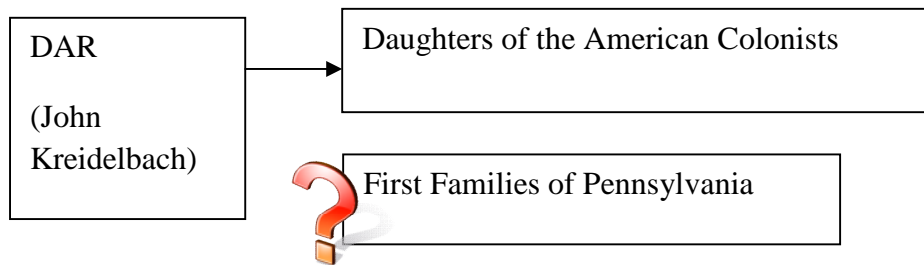 DAR
(John
Kreidelbach)
Daughters of the American Colonists
First Families of Pennsylvania